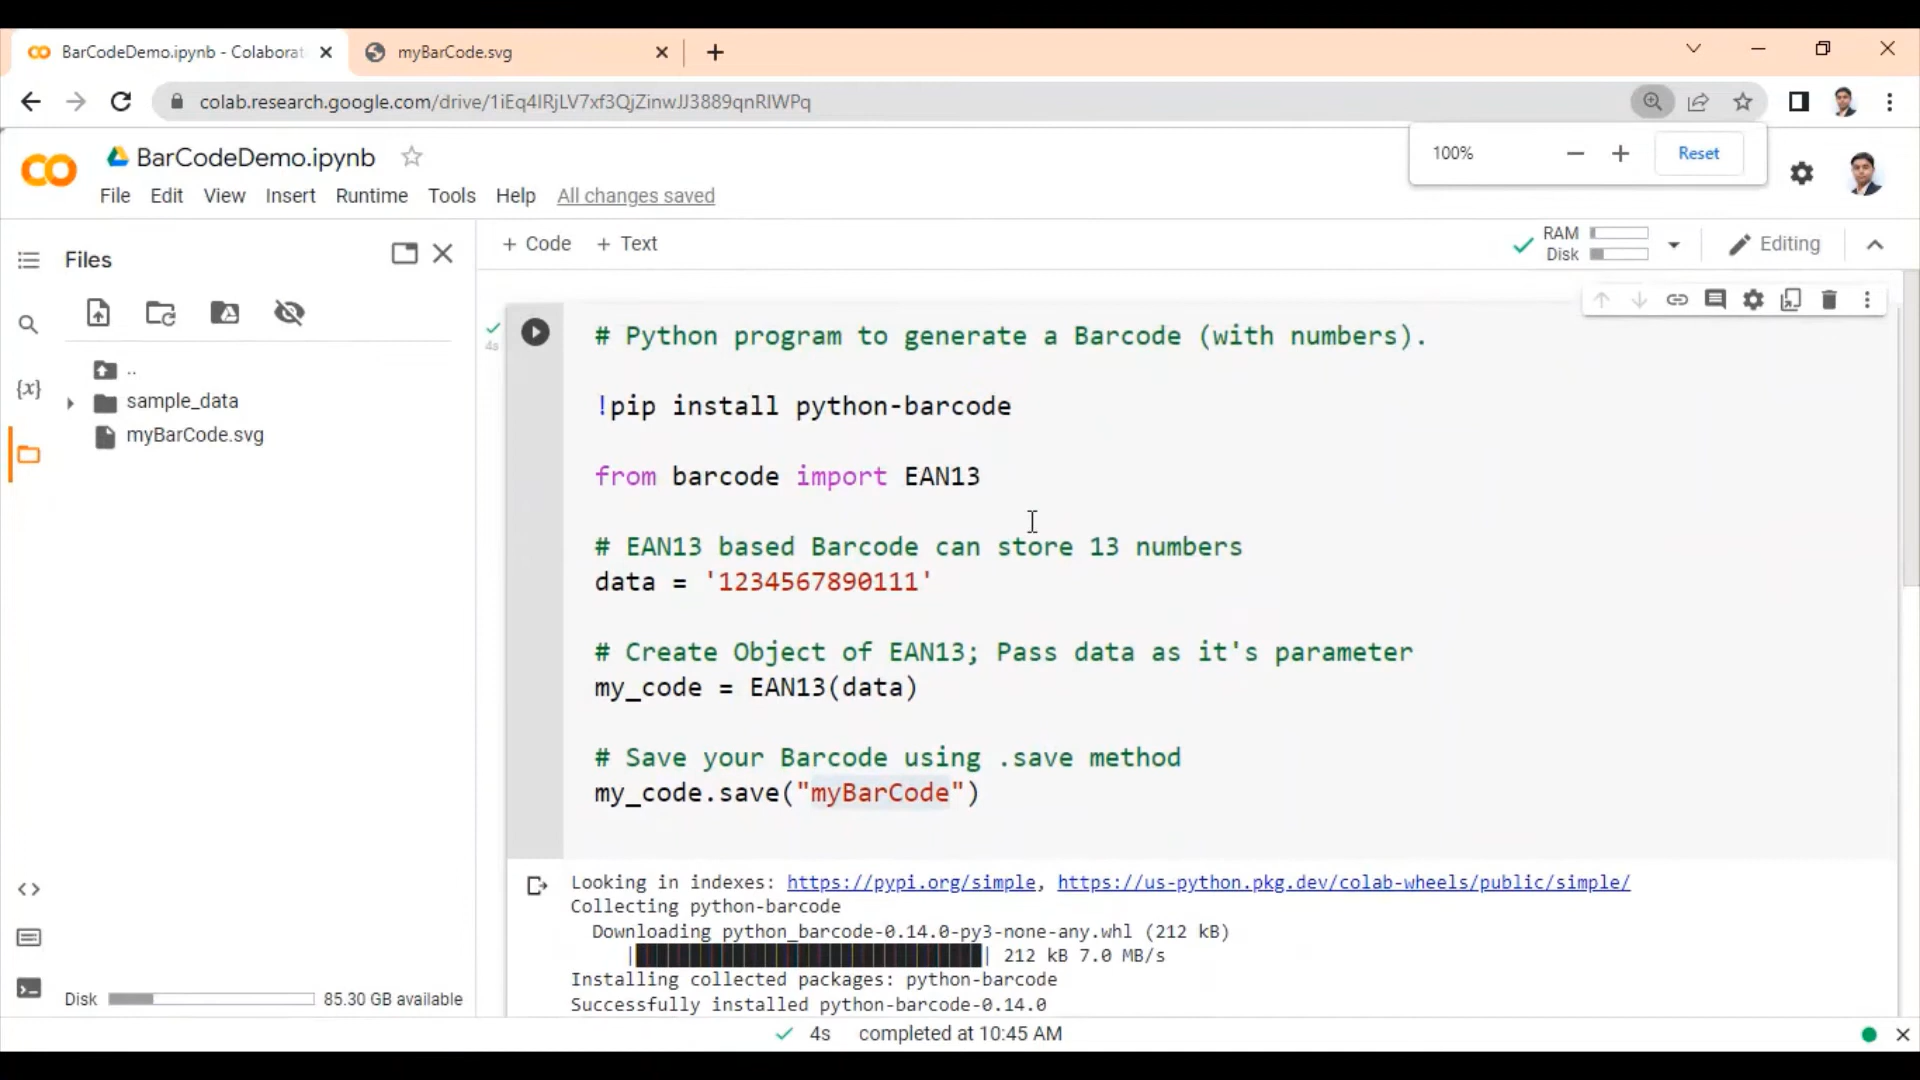 BarCodeDemo.ipynb - Colaborat
myBarCode.svg
colab.research.google.com/drive/1iEq4IRjLV7xf3QjZinwJJ3889qnRIWPq
BarCodeDemo.ipynb
100%
Reset
File Edit View Insert Runtime Tools Help All changes saved
Files
+ Code + Text
RAM
Disk
Editing
..
sample_data
myBarCode.svg
{x}
4s
# Python program to generate a Barcode (with numbers).
!pip install python-barcode
from barcode import EAN13
# EAN13 based Barcode can store 13 numbers
data = '1234567890111'
# Create Object of EAN13; Pass data as it's parameter
my_code = EAN13(data)
# Save your Barcode using .save method
my_code.save("myBarCode")
Looking in indexes: https://pypi.org/simple, https://us-python.pkg.dev/colab-wheels/public/simple/
Collecting python-barcode
Downloading python_barcode-0.14.0-py3-none-any.whl (212 kB)
212 kB 7.0 MB/s
Installing collected packages: python-barcode
Successfully installed python-barcode-0.14.0
Disk 85.30 GB available
4s completed at 10:45 AM